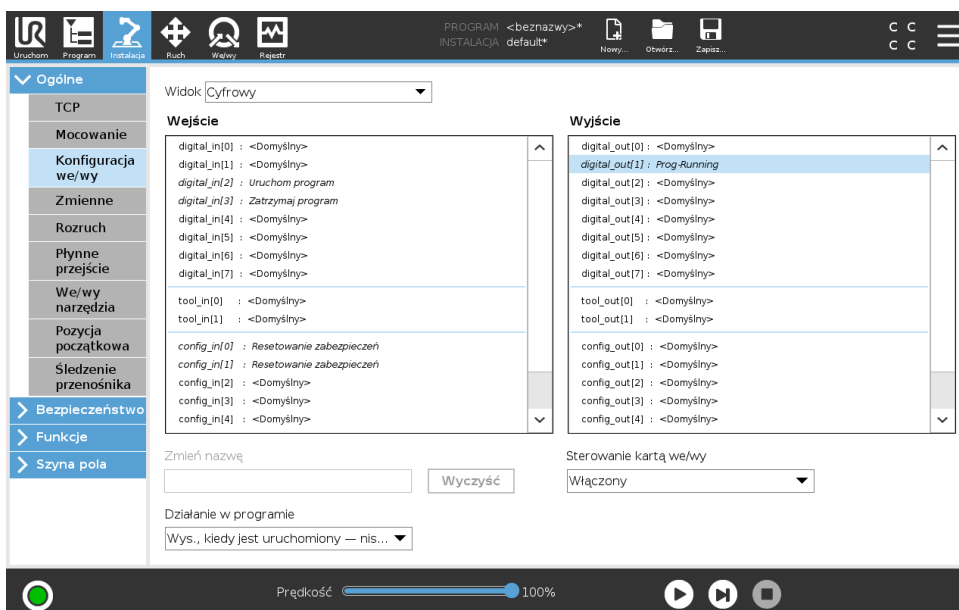 UR
PROGRAM <beznazwy>*
INSTALACJA default*
C C
C C
Uruchom Program Instalacja Ruch We/wy Rejestr Nowy... Otwórz... Zapisz...
Ogólne
TCP
Mocowanie
Konfiguracja
we/wy
Zmienne
Rozruch
Płynne
przejście
We/wy
narzędzia
Pozycja
początkowa
Śledzenie
przenośnika
Bezpieczeństwo
Funkcje
Szyna pola
Widok Cyfrowy
Wejście
digital_in[0] : <Domyślny>
digital_in[1] : <Domyślny>
digital_in[2] : Uruchom program
digital_in[3] : Zatrzymaj program
digital_in[4] : <Domyślny>
digital_in[5] : <Domyślny>
digital_in[6] : <Domyślny>
digital_in[7] : <Domyślny>
tool_in[0] : <Domyślny>
tool_in[1] : <Domyślny>
config_in[0] : Resetowanie zabezpieczeń
config_in[1] : Resetowanie zabezpieczeń
config_in[2] : <Domyślny>
config_in[3] : <Domyślny>
config_in[4] : <Domyślny>
Wyjście
digital_out[0] : <Domyślny>
digital_out[1] : Prog-Running
digital_out[2] : <Domyślny>
digital_out[3] : <Domyślny>
digital_out[4] : <Domyślny>
digital_out[5] : <Domyślny>
digital_out[6] : <Domyślny>
digital_out[7] : <Domyślny>
tool_out[0] : <Domyślny>
tool_out[1] : <Domyślny>
config_out[0] : <Domyślny>
config_out[1] : <Domyślny>
config_out[2] : <Domyślny>
config_out[3] : <Domyślny>
config_out[4] : <Domyślny>
Zmień nazwę
Wyczyść
Sterowanie kartą we/wy
Włączony
Działanie w programie
Wys., kiedy jest uruchomiony — nis...
Prędkość 100%